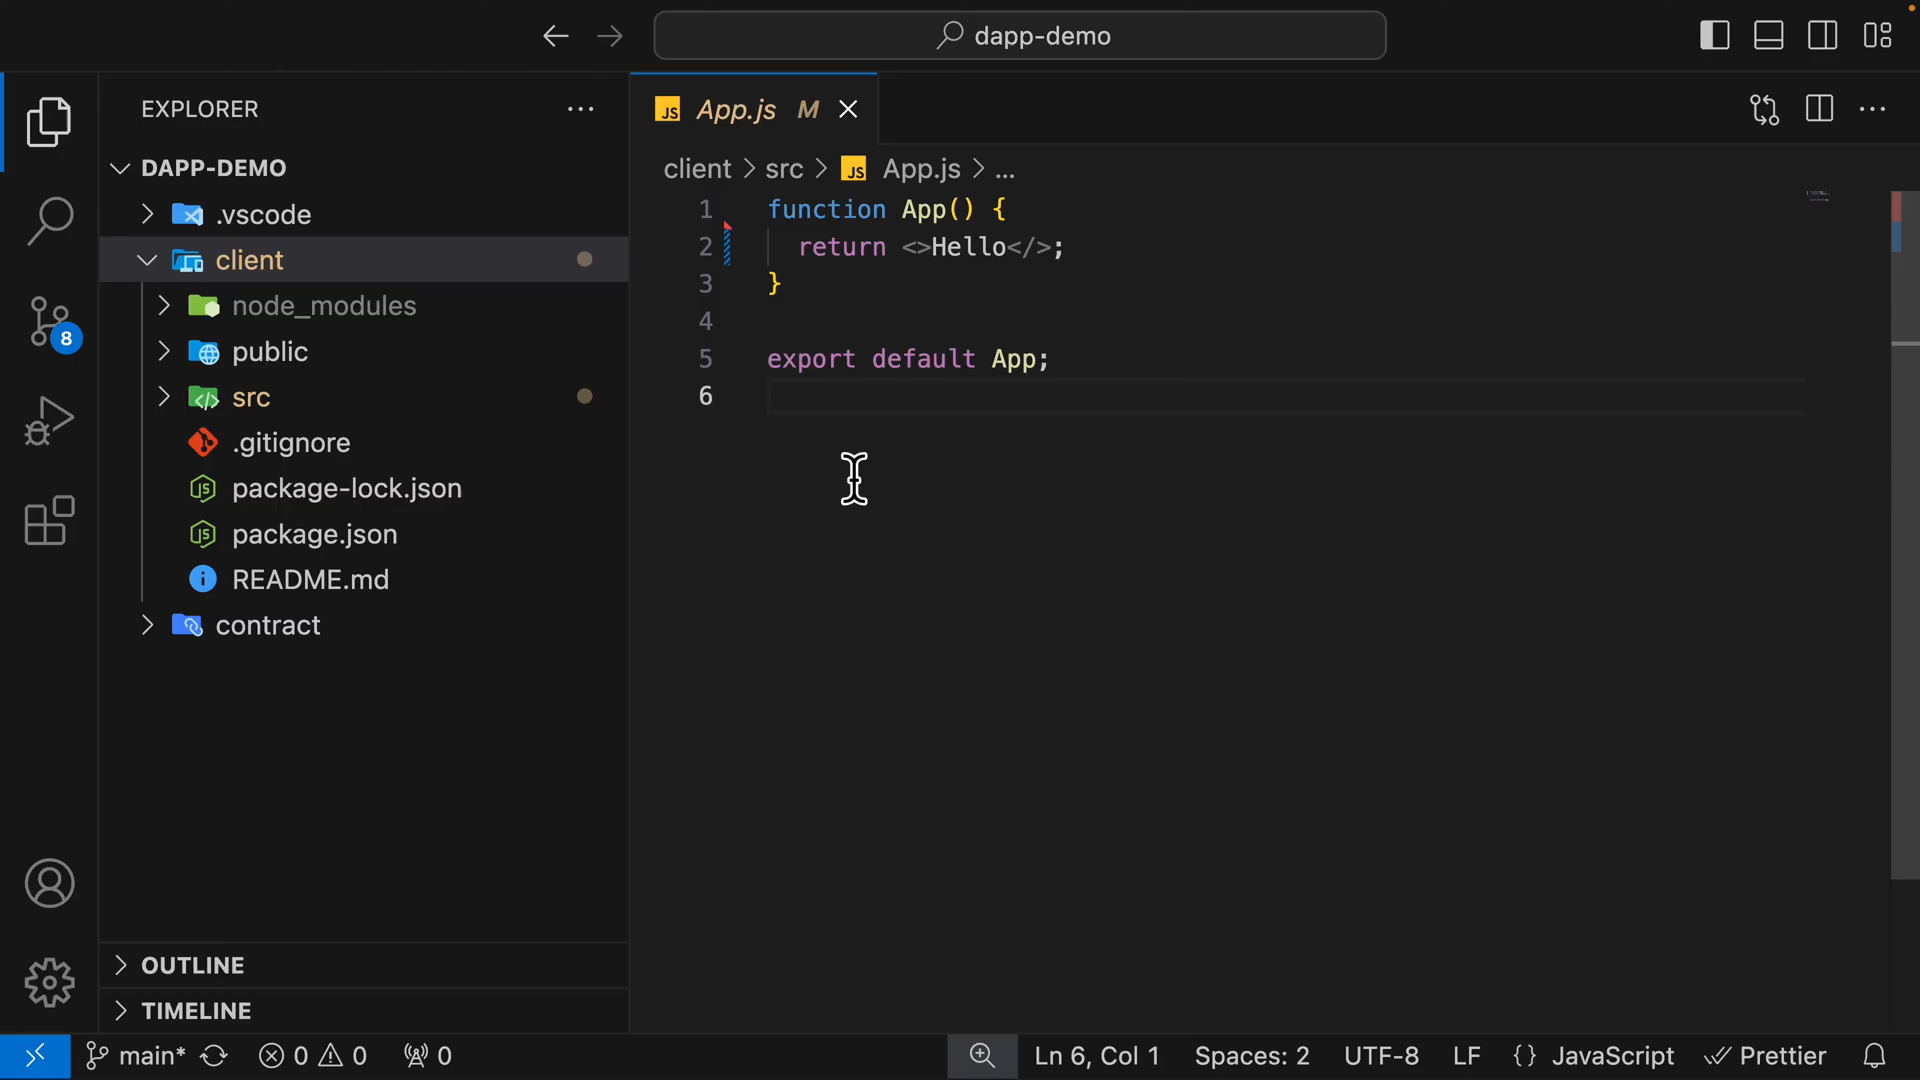 dapp-demo
EXPLORER
DAPP-DEMO
.vscode
client
node_modules
public
src
.gitignore
package-lock.json
package.json
README.md
contract
OUTLINE
TIMELINE
8
JS App.js M
client > src > JS App.js > ...
1 function App() {
2 return <>Hello</>;
3 }
4
5 export default App;
6
main* 0 0 0 Ln 6, Col 1 Spaces: 2 UTF-8 LF {} JavaScript Prettier